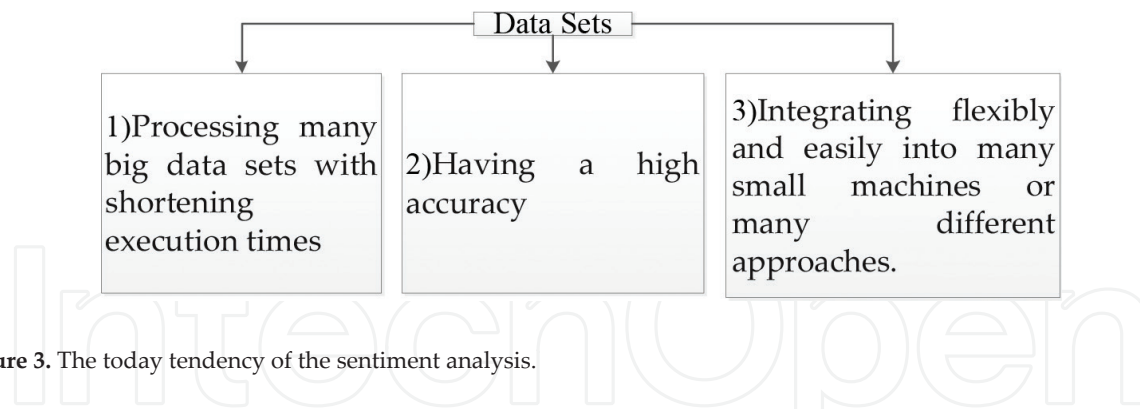 Data Sets
1)Processing many
big data sets with
shortening
execution times
2)Having a high
accuracy
3)Integrating flexibly
and easily into many
small machines or
many different
approaches.
IntechOpen
ure 3. The today tendency of the sentiment analysis.